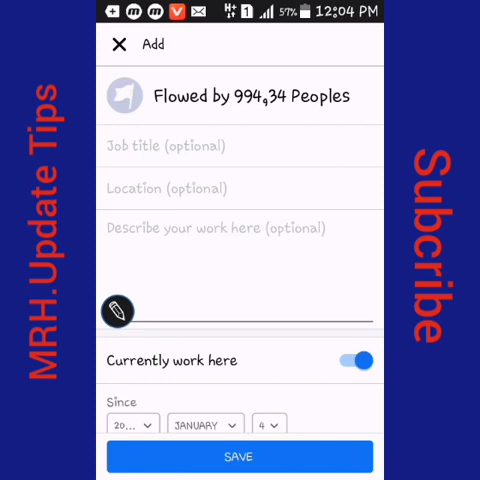 57% 12:04 PM
Add
Flowed by 994,34 Peoples
Job title (optional)
Location (optional)
Describe your work here (optional)
Currently work here
Since
20... JANUARY 4
SAVE
MRH.Update Tips
Subcribe